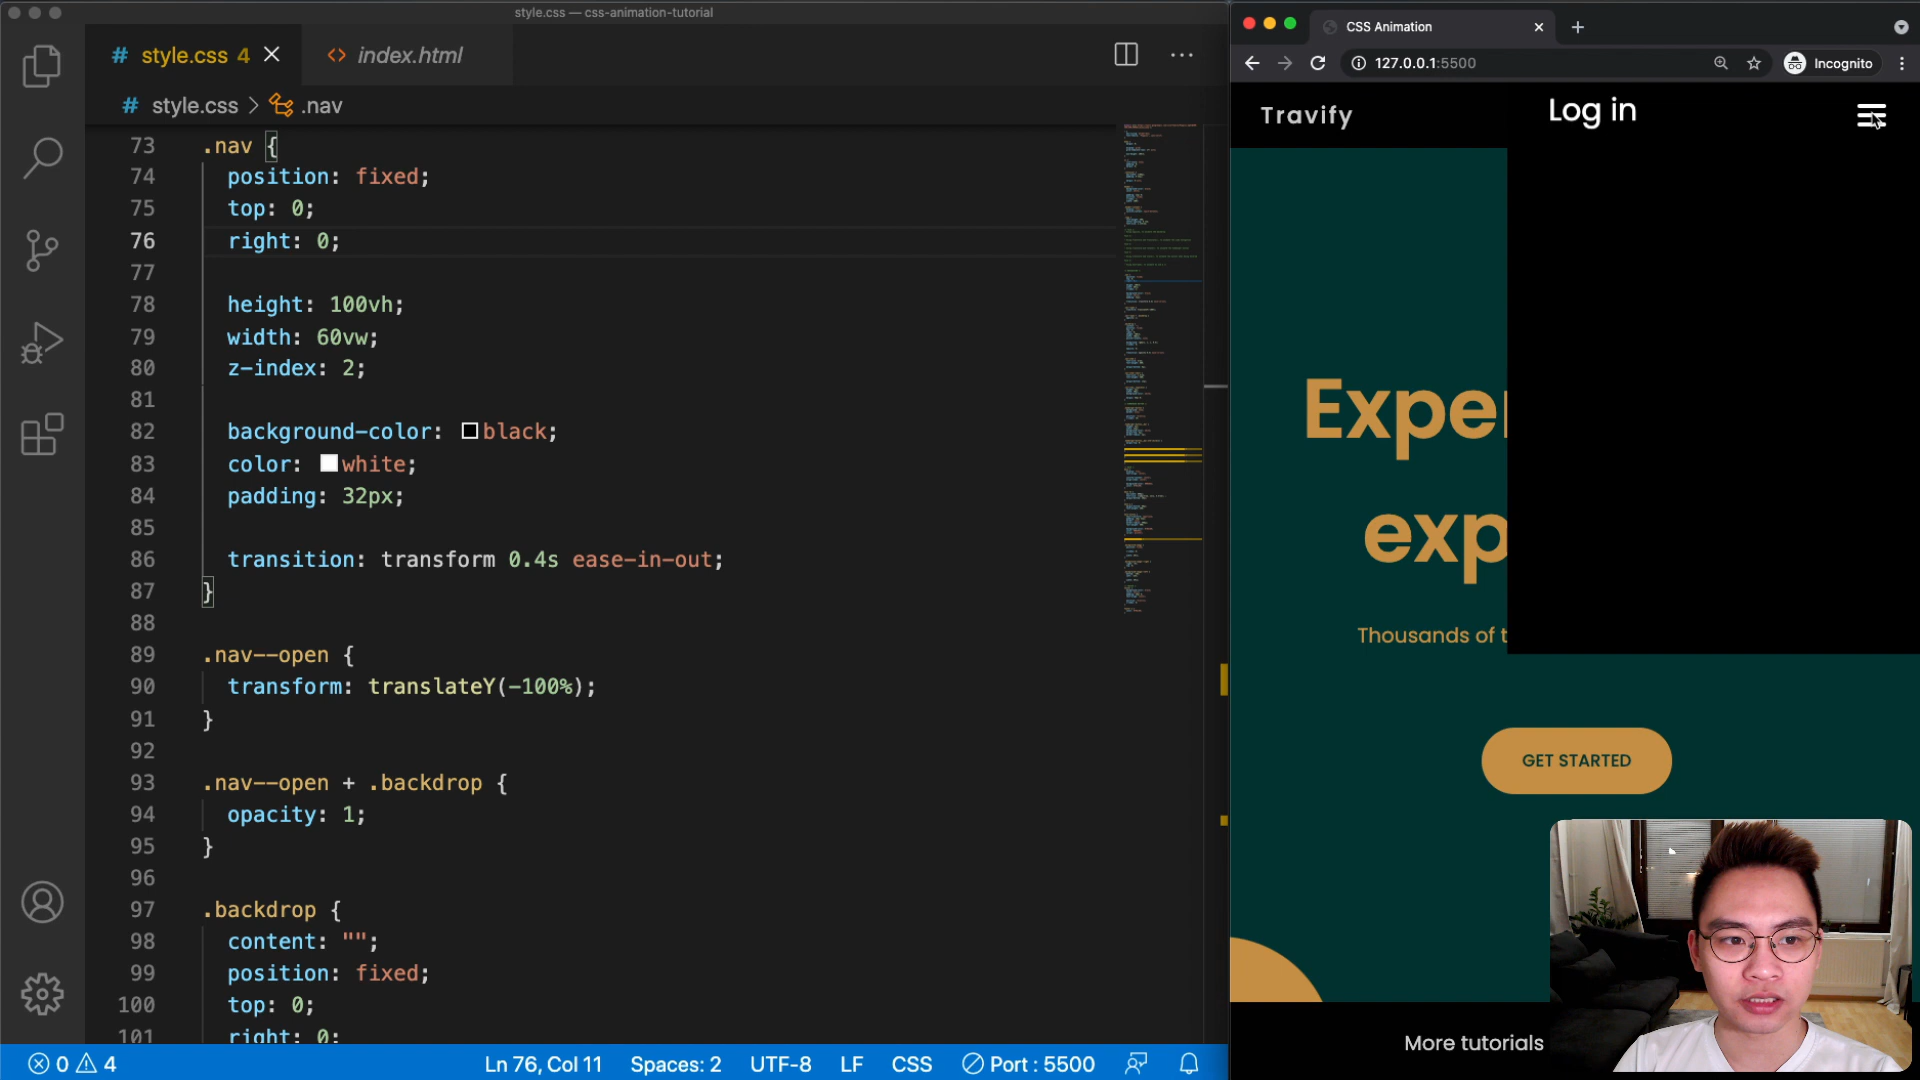 style.css — css-animation-tutorial
# style.css 4
<> index.html
# style.css > .nav
73 .nav {
74 position: fixed;
75 top: 0;
76 right: 0;
77
78 height: 100vh;
79 width: 60vw;
80 z-index: 2;
81
82 background-color: black;
83 color: white;
84 padding: 32px;
85
86 transition: transform 0.4s ease-in-out;
87 }
88
89 .nav--open {
90 transform: translateY(-100%);
91 }
92
93 .nav--open + .backdrop {
94 opacity: 1;
95 }
96
97 .backdrop {
98 content: "";
99 position: fixed;
100 top: 0;
101 right: 0;
0 4
Ln 76, Col 11 Spaces: 2 UTF-8 LF CSS Port : 5500
CSS Animation
127.0.0.1:5500
Incognito
Travify
Log in
Exper
exp
Thousands of t
GET STARTED
More tutorials